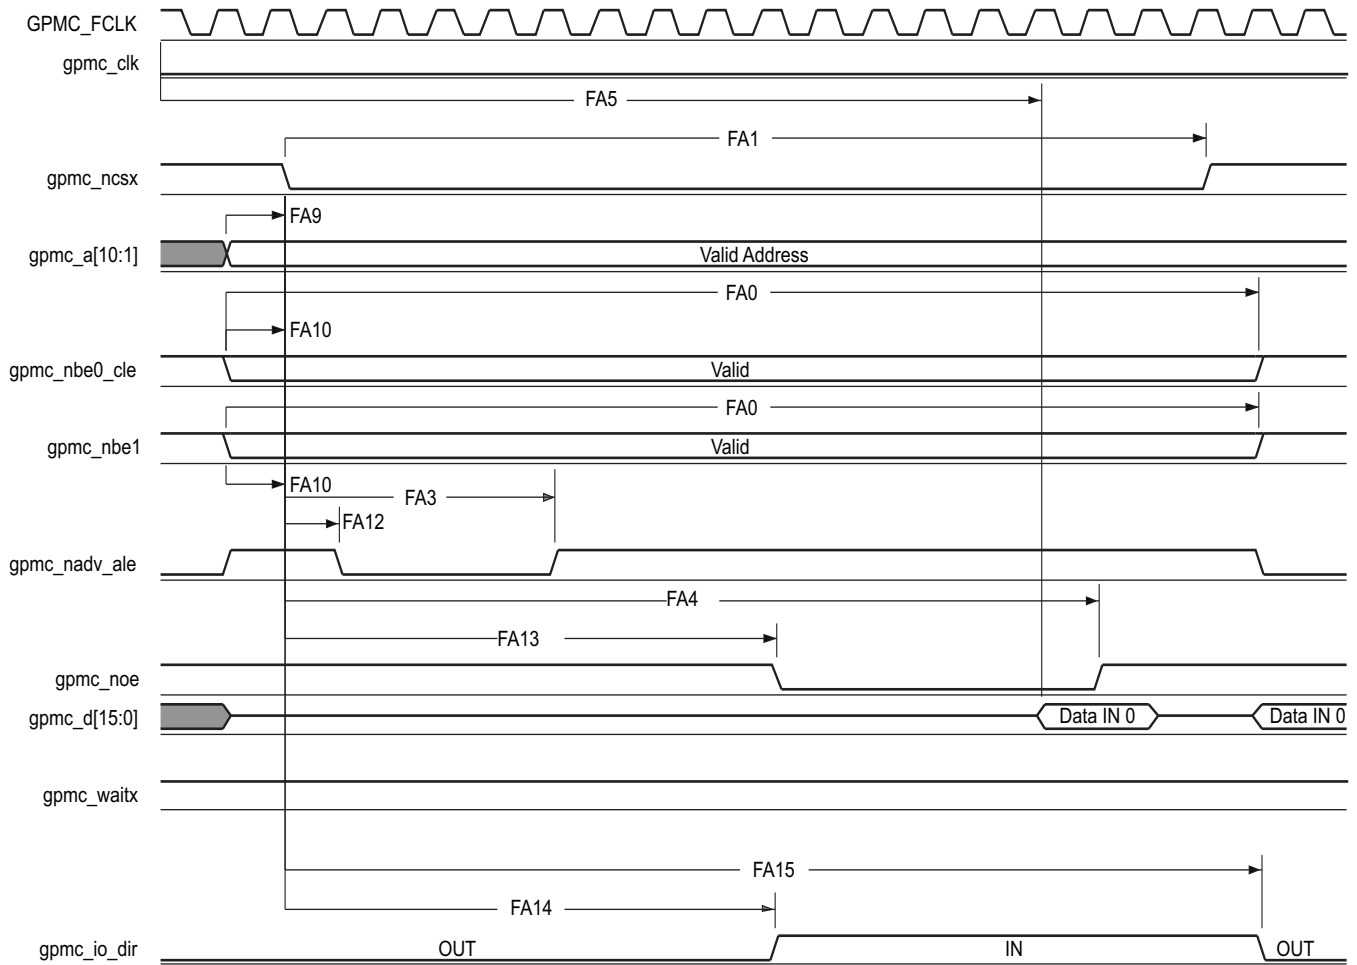 GPMC_FCLK
gpmc_clk
FA5
FA1
gpmc_ncsx
FA9
gpmc_a[10:1]
Valid Address
FA0
FA10
gpmc_nbe0_cle
Valid
FA0
gpmc_nbe1
Valid
FA10
FA3
FA12
gpmc_nadv_ale
FA4
FA13
gpmc_noe
gpmc_d[15:0]
Data IN 0
Data IN 0
gpmc_waitx
FA15
FA14
gpmc_io_dir
OUT
IN
OUT